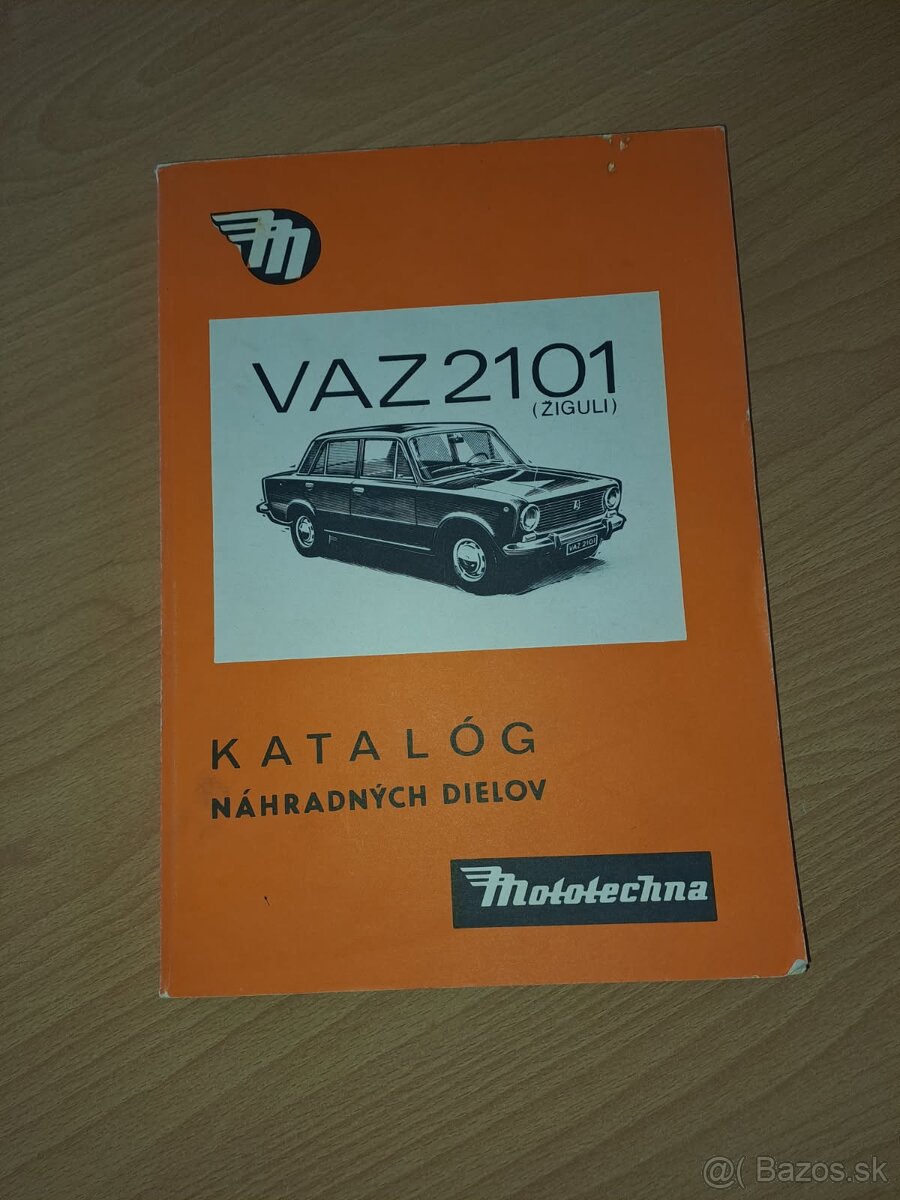 M
VAZ 2101
(ŽIGULI)
VAZ 2101
KATALÓG
NÁHRADNÝCH DIELOV
Mototechna
@( Bazos.sk